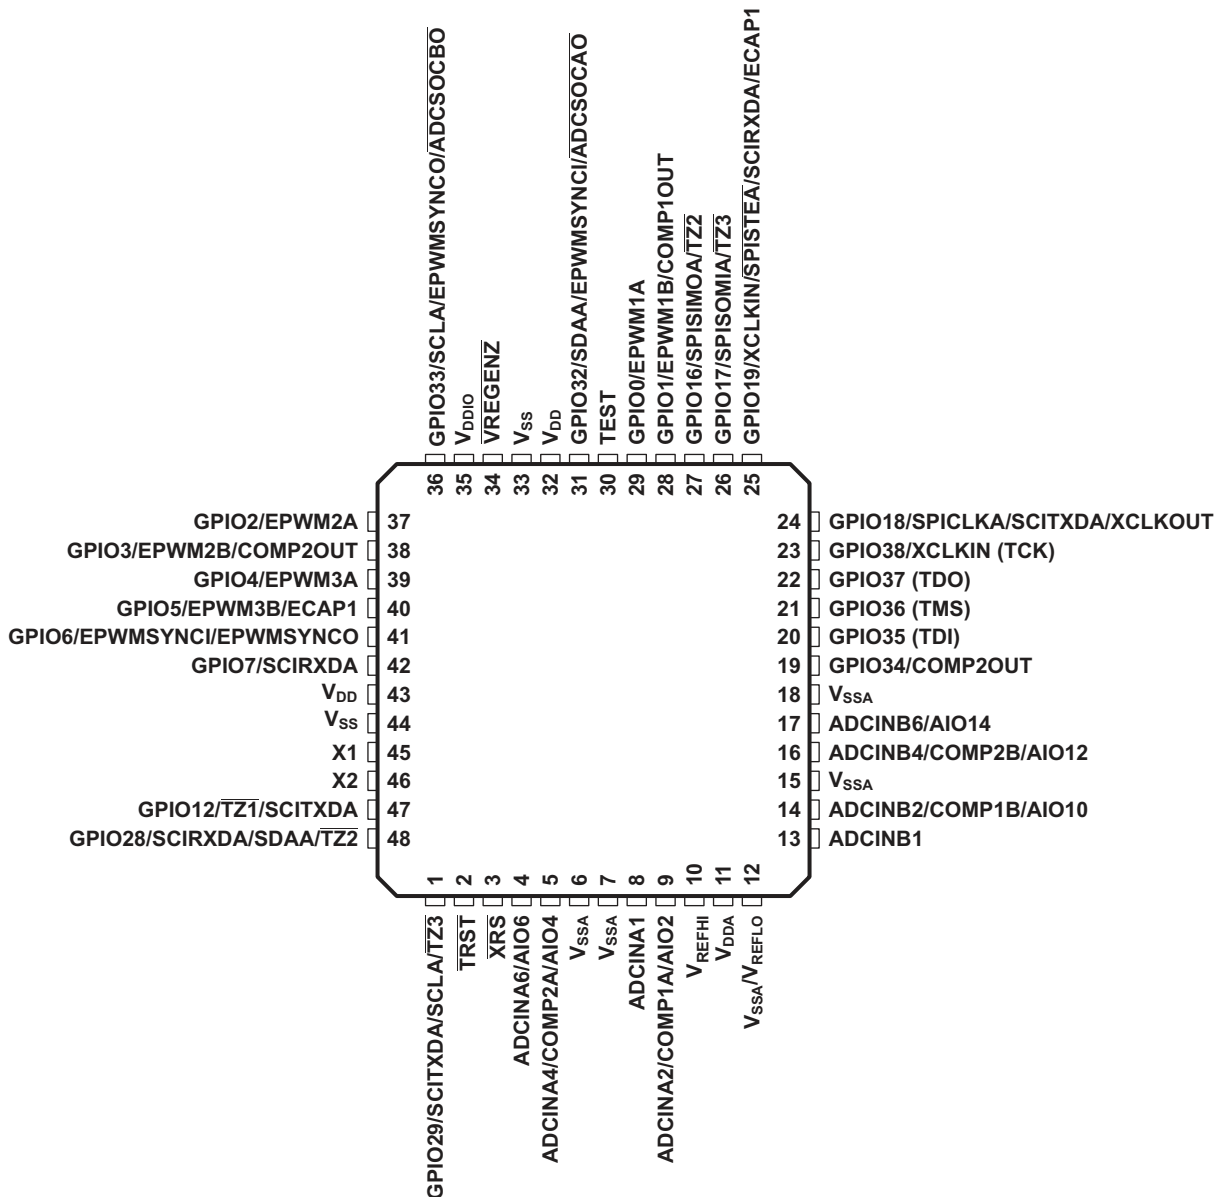 GPIO33/SCLA/EPWMSYNCO/ADCSOCBO
VDDIO
VREGENZ
VSS
VDD
GPIO32/SDAA/EPWMSYNCI/ADCSOCAO
TEST
GPIO0/EPWM1A
GPIO1/EPWM1B/COMP1OUT
GPIO16/SPISIMOA/TZ2
GPIO17/SPISOMIA/TZ3
GPIO19/XCLKIN/SPISTEA/SCIRXDA/ECAP1
36
35
34
33
32
31
30
29
28
27
26
25
GPIO2/EPWM2A 37
GPIO3/EPWM2B/COMP2OUT 38
GPIO4/EPWM3A 39
GPIO5/EPWM3B/ECAP1 40
GPIO6/EPWMSYNCI/EPWMSYNCO 41
GPIO7/SCIRXDA 42
VDD 43
VSS 44
X1 45
X2 46
GPIO12/TZ1/SCITXDA 47
GPIO28/SCIRXDA/SDAA/TZ2 48
24 GPIO18/SPICLKA/SCITXDA/XCLKOUT
23 GPIO38/XCLKIN (TCK)
22 GPIO37 (TDO)
21 GPIO36 (TMS)
20 GPIO35 (TDI)
19 GPIO34/COMP2OUT
18 VSSA
17 ADCINB6/AIO14
16 ADCINB4/COMP2B/AIO12
15 VSSA
14 ADCINB2/COMP1B/AIO10
13 ADCINB1
1
2
3
4
5
6
7
8
9
10
11
12
GPIO29/SCITXDA/SCLA/TZ3
TRST
XRS
ADCINA6/AIO6
ADCINA4/COMP2A/AIO4
VSSA
VSSA
ADCINA1
ADCINA2/COMP1A/AIO2
VREFHI
VDDA
VSSA/VREFLO